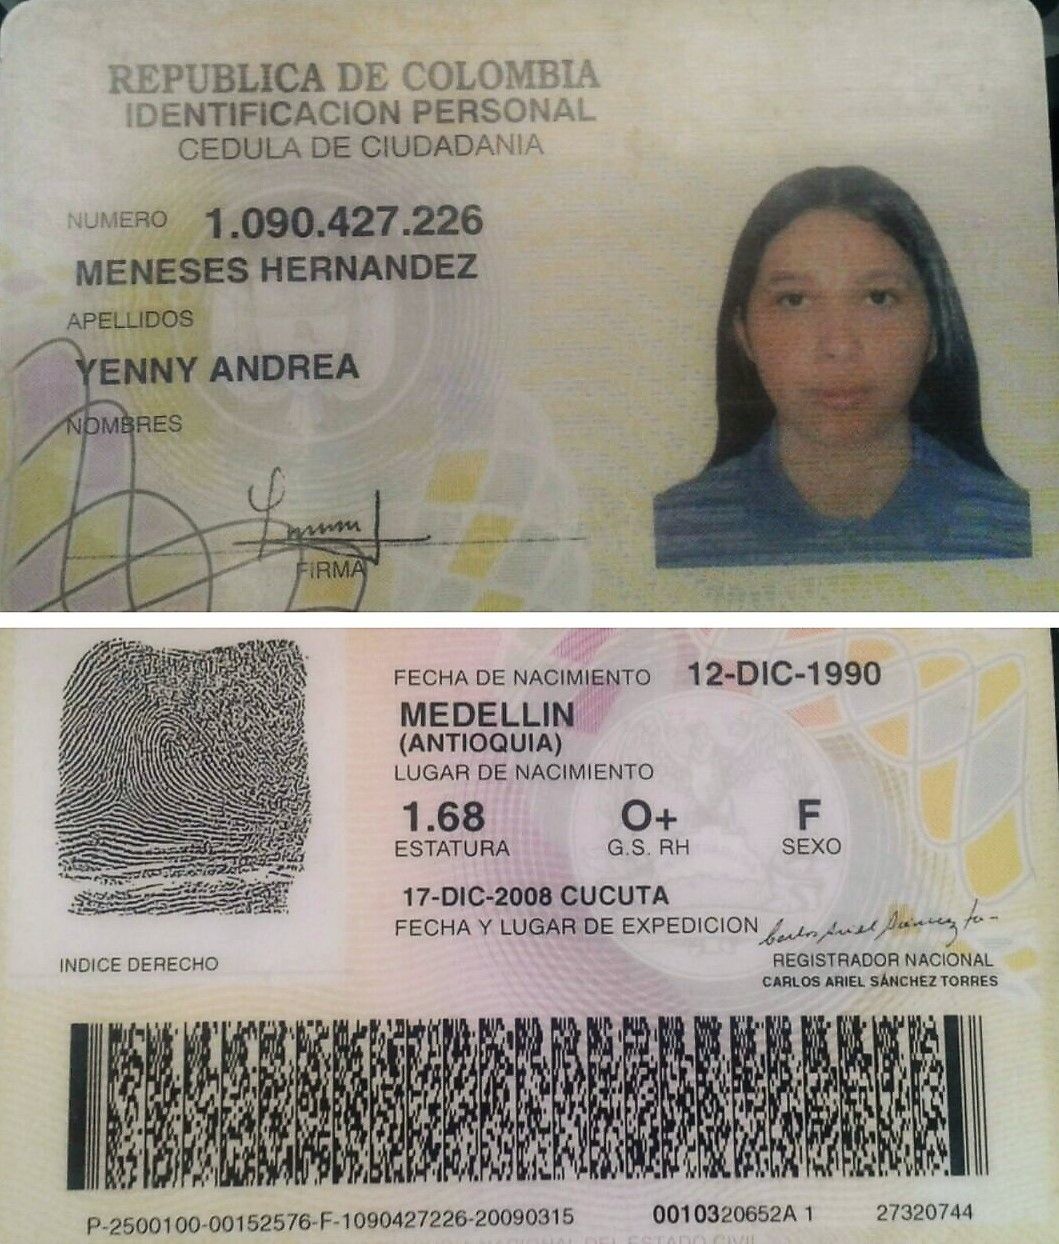 REPUBLICA DE COLOMBIA
IDENTIFICACION PERSONAL
CEDULA DE CIUDADANIA
NUMERO 1.090.427.226
MENESES HERNANDEZ
APELLIDOS
YENNY ANDREA
NOMBRES
FIRMA
FECHA DE NACIMIENTO 12-DIC-1990
MEDELLIN
(ANTIOQUIA)
LUGAR DE NACIMIENTO
1.68 O+ F
ESTATURA G.S. RH SEXO
17-DIC-2008 CUCUTA
FECHA Y LUGAR DE EXPEDICION
INDICE DERECHO
REGISTRADOR NACIONAL
CARLOS ARIEL SÁNCHEZ TORRES
P-2500100-00152576-F-1090427226-20090315 0010320652A 1 27320744